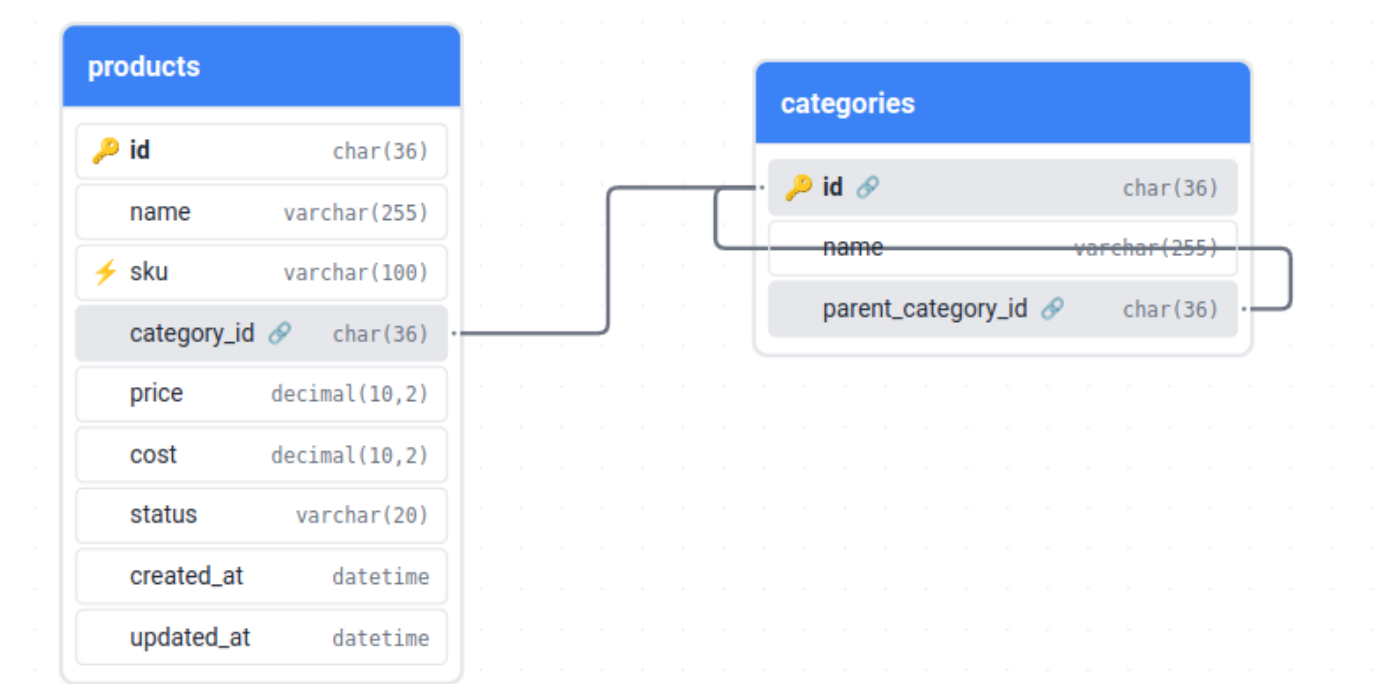 products
id char(36)
name varchar(255)
sku varchar(100)
category_id char(36)
price decimal(10,2)
cost decimal(10,2)
status varchar(20)
created_at datetime
updated_at datetime
categories
id char(36)
name varchar(255)
parent_category_id char(36)